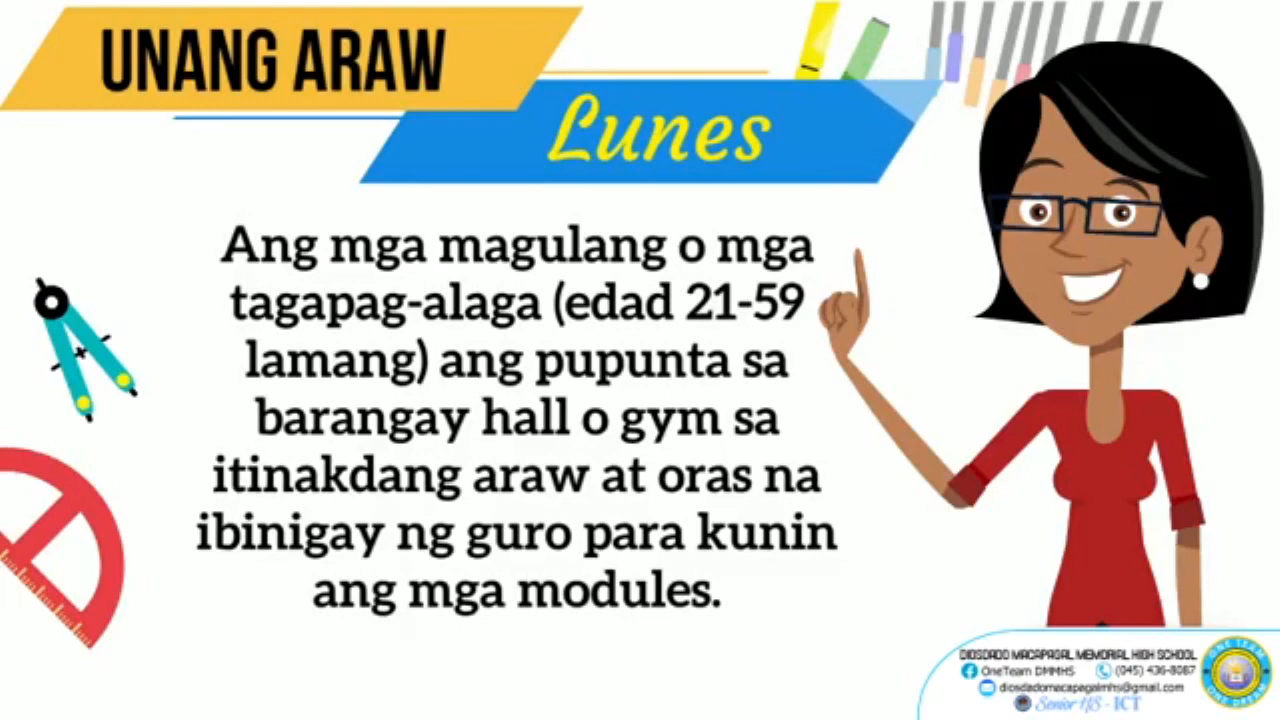 UNANG ARAW
Lunes
Ang mga magulang o mga
tagapag-alaga (edad 21-59
lamang) ang pupunta sa
barangay hall o gym sa
itinakdang araw at oras na
ibinigay ng guro para kunin
ang mga modules.
DIOSDADO MACAPAGAL MEMORIAL HIGH SCHOOL
OneTeam DMMHS (045) 436-8087
diosdadomacapagalmhs@gmail.com
Senior HS - ICT
ONE TEAM